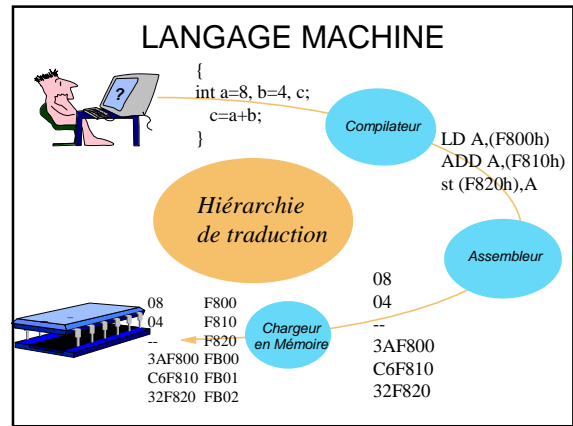 LANGAGE MACHINE
?
{
int a=8, b=4, c;
c=a+b;
}
Compilateur
LD A,(F800h)
ADD A,(F810h)
st (F820h),A
Hiérarchie
de traduction
Assembleur
08
04
--
3AF800
C6F810
32F820
Chargeur
en Mémoire
08 F800
04 F810
-- F820
3AF800 FB00
C6F810 FB01
32F820 FB02